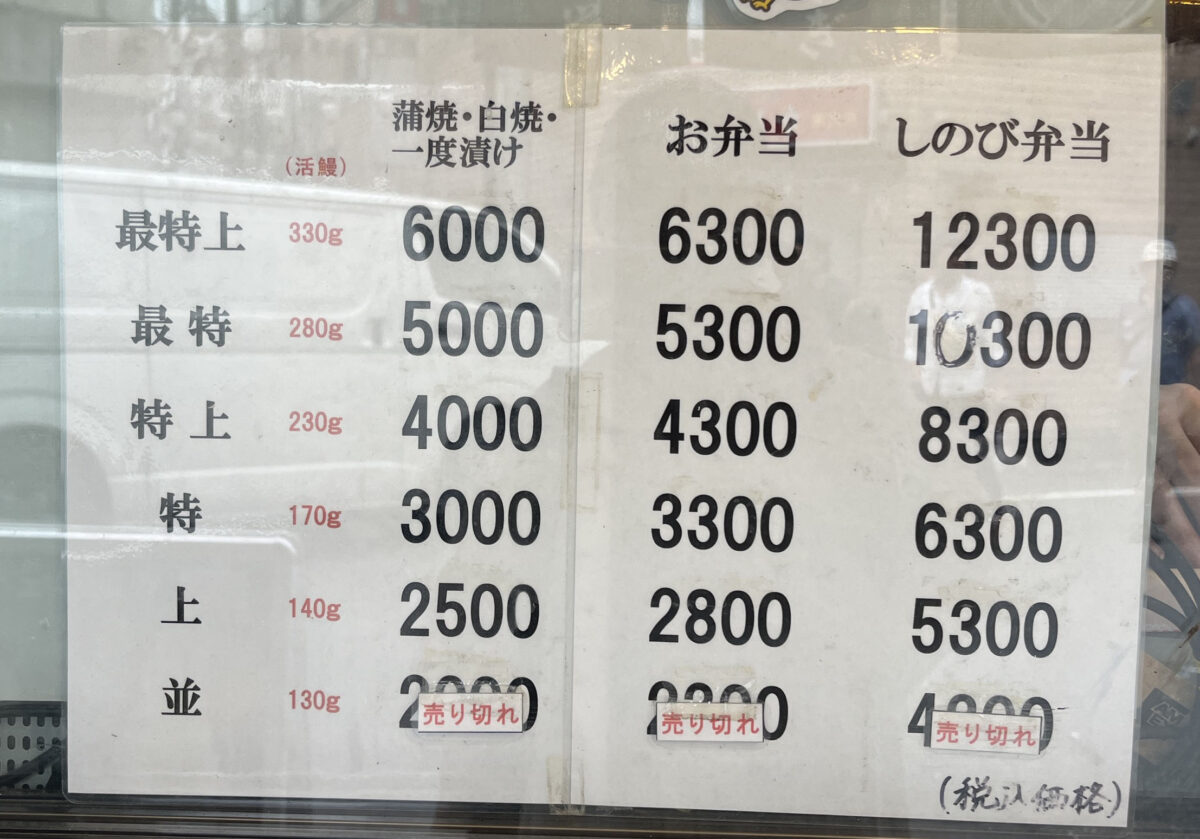 蒲焼・白焼・
一度漬け
お弁当
しのび弁当
(活鰻)
最特上 330g 6000 6300 12300
最特 280g 5000 5300 10300
特上 230g 4000 4300 8300
特 170g 3000 3300 6300
上 140g 2500 2800 5300
並 130g 売り切れ 売り切れ 売り切れ
(税込価格)